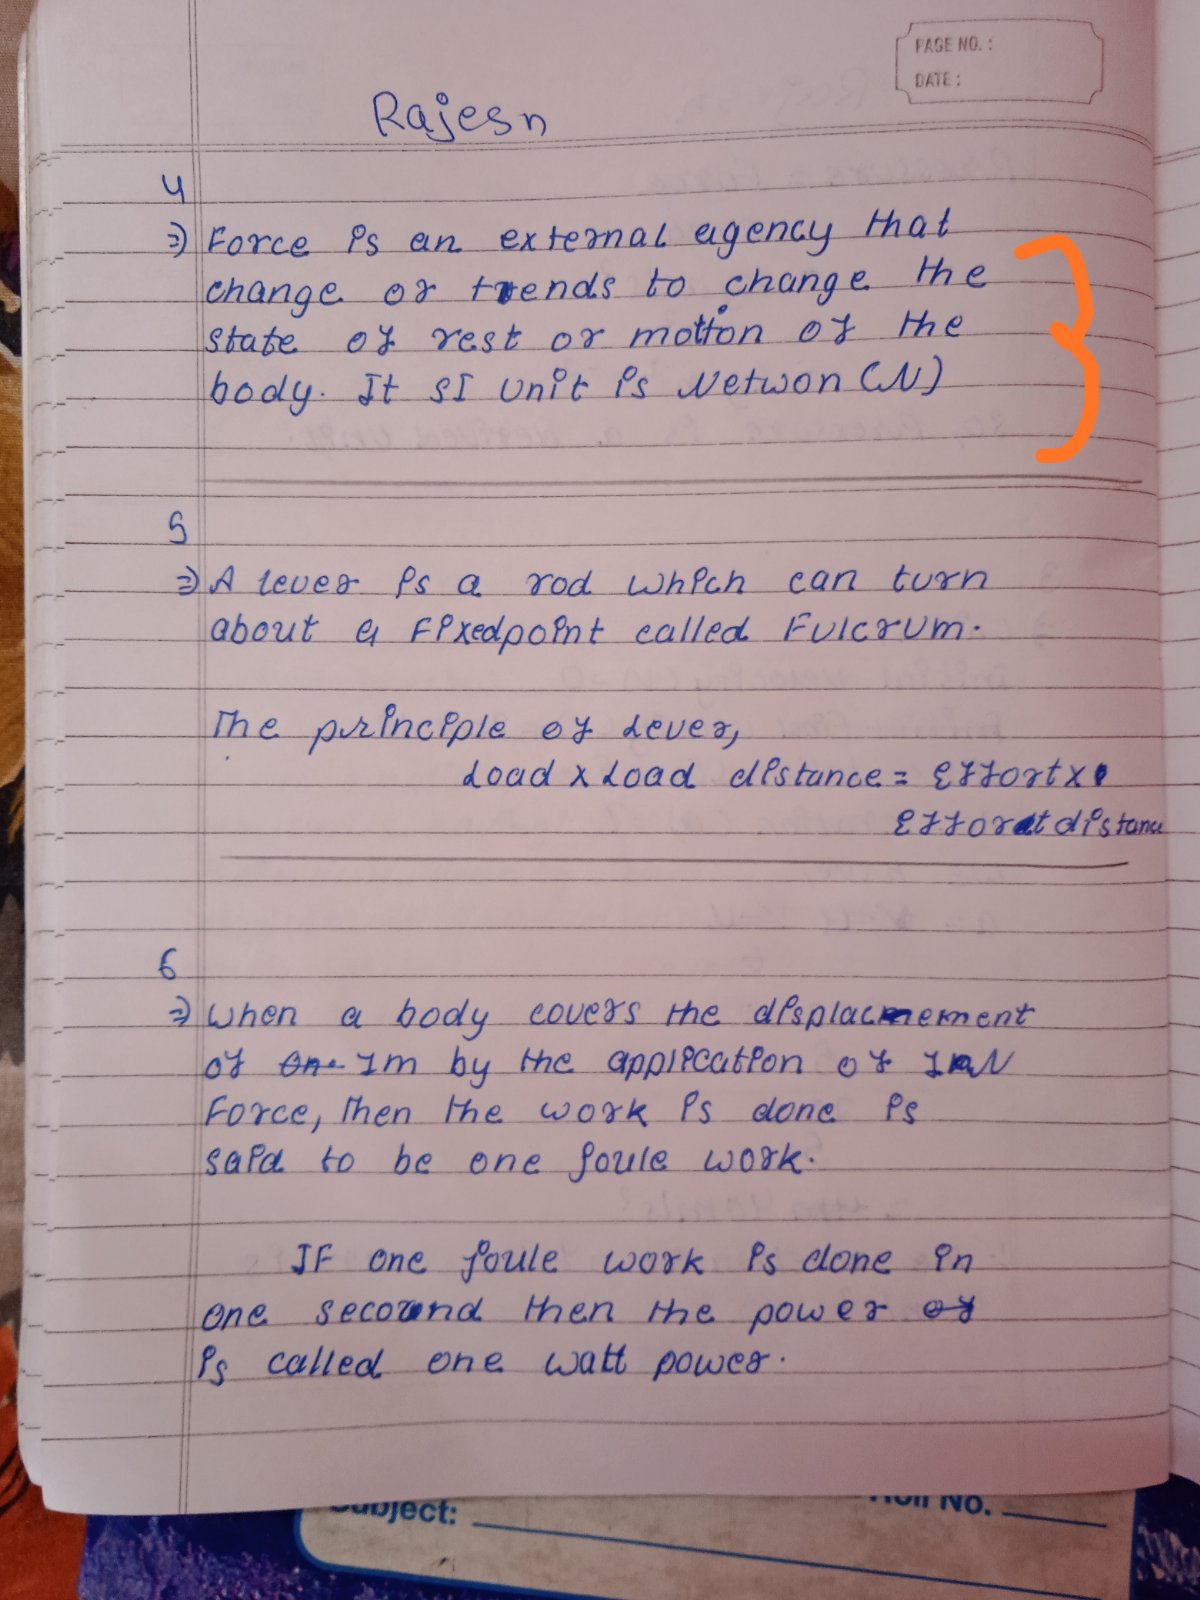 PAGE NO. :
DATE :
Rajesh
4
⇒ Force is an external agency that
change or trends to change the
state of rest or motion of the
body. It SI Unit is Netwon (N)
5
⇒ A lever is a rod which can turn
about a Fixedpoint called Fulcrum.
The principle of Lever,
Load x Load distance = Effort x
Effort distance
6
⇒ When a body covers the displacement
of 1m by the application of 1N
Force, then the work is done is
said to be one joule work.
IF one joule work is done in
one second then the power
is called one watt power.
Subject:
Roll No.